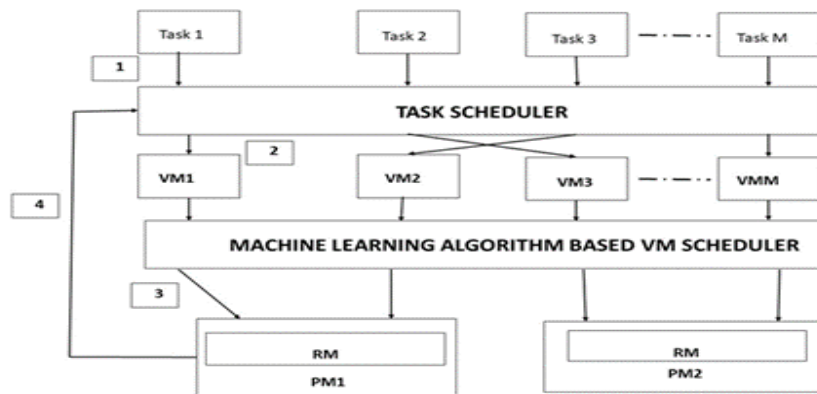 Task 1
Task 2
Task 3
Task M
1
TASK SCHEDULER
2
VM1
VM2
VM3
VMM
4
MACHINE LEARNING ALGORITHM BASED VM SCHEDULER
3
RM
PM1
RM
PM2